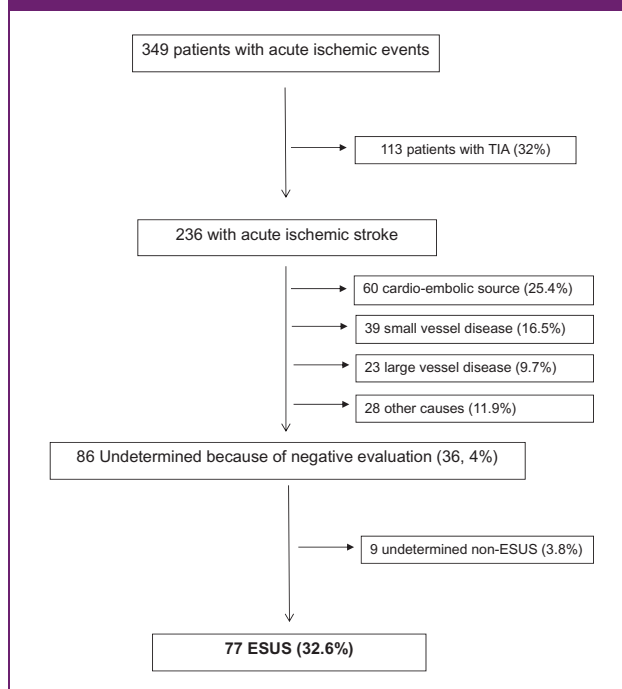 349 patients with acute ischemic events
113 patients with TIA (32%)
236 with acute ischemic stroke
60 cardio-embolic source (25.4%)
39 small vessel disease (16.5%)
23 large vessel disease (9.7%)
28 other causes (11.9%)
86 Undetermined because of negative evaluation (36, 4%)
9 undetermined non-ESUS (3.8%)
77 ESUS (32.6%)